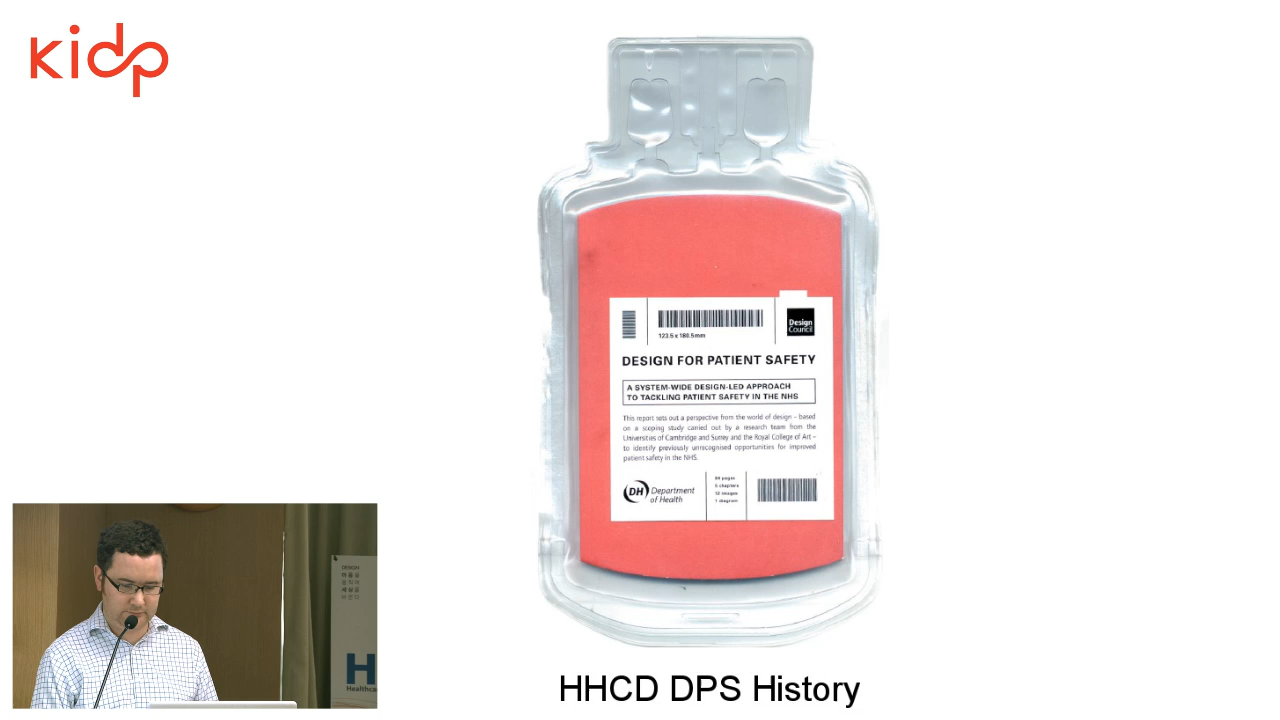 kidp
123.5 x 189.5mm
Design
Council
DESIGN FOR PATIENT SAFETY
A SYSTEM-WIDE DESIGN-LED APPROACH
TO TACKLING PATIENT SAFETY IN THE NHS
This report sets out a perspective from the world of design – based
on a scoping study carried out by a research team from the
Universities of Cambridge and Surrey and the Royal College of Art –
to identify previously unrecognised opportunities for improved
patient safety in the NHS.
DH Department
of Health
84 pages
5 chapters
12 images
1 diagram
DESIGN
H
Healthca
HHCD DPS History